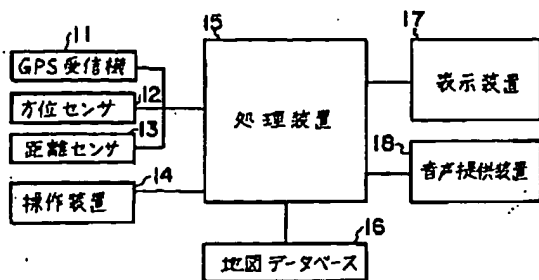 11
GPS受信機
12
方位センサ
13
距離センサ
14
操作装置
15
処理装置
16
地図データベース
17
表示装置
18
音声提供装置